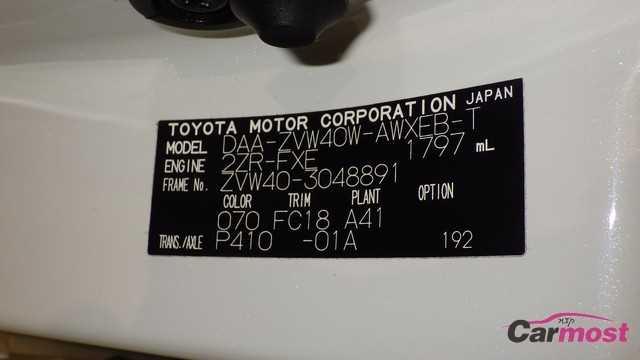 TOYOTA MOTOR CORPORATION JAPAN
MODEL DAA-ZVW40W-AWXEB-T
ENGINE 2ZR-FXE 1797 mL
FRAME No. ZVW40-3048891
COLOR TRIM PLANT OPTION
070 FC18 A41
TRANS./AXLE P410 -01A 192
Carmost